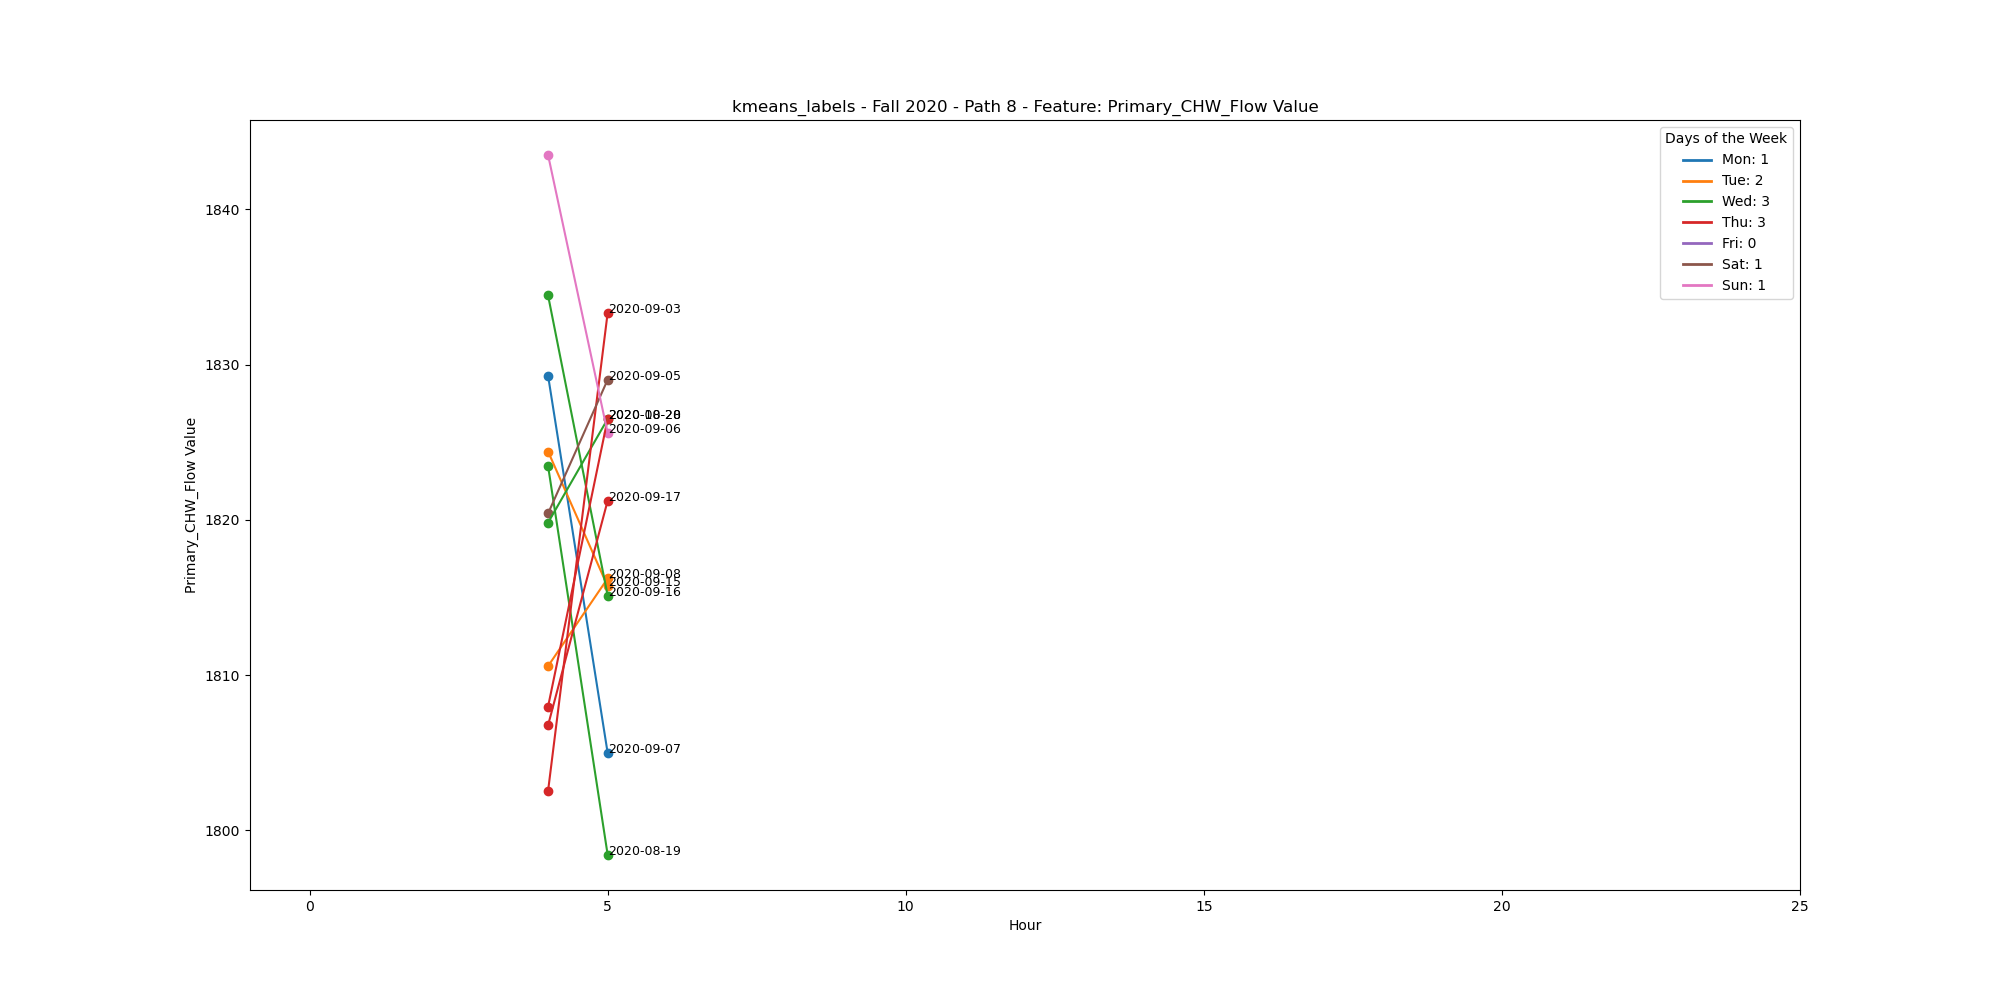 kmeans_labels - Fall 2020 - Path 8 - Feature: Primary_CHW_Flow Value
Days of the Week
Mon: 1
Tue: 2
Wed: 3
Thu: 3
Fri: 0
Sat: 1
Sun: 1
1840
1830
1820
1810
1800
Primary_CHW_Flow Value
2020-09-03
2020-09-05
2020-09-06
2020-09-17
2020-09-08
2020-09-15
2020-09-16
2020-09-07
2020-08-19
0
5
10
15
20
25
Hour